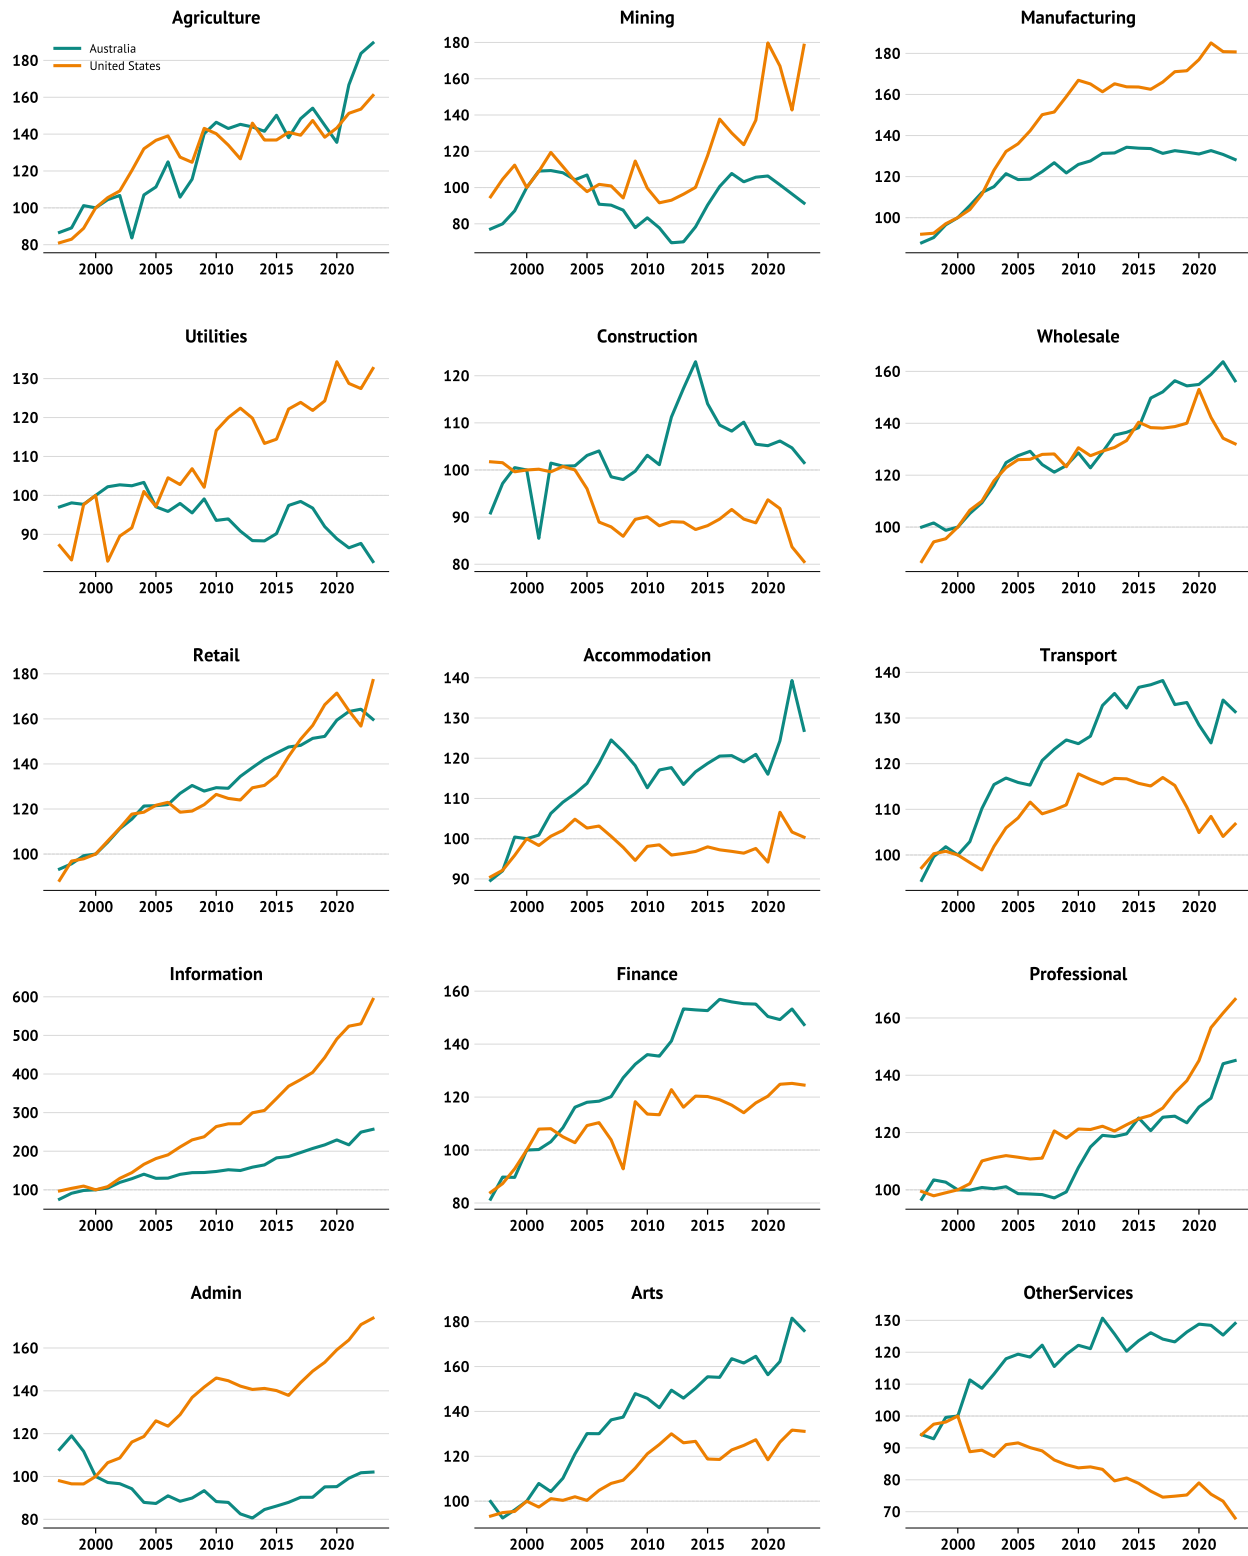 Agriculture
Mining
Manufacturing
Australia
United States
180
160
140
120
100
80
2000 2005 2010 2015 2020
180
160
140
120
100
80
2000 2005 2010 2015 2020
180
160
140
120
100
2000 2005 2010 2015 2020
Utilities
Construction
Wholesale
130
120
110
100
90
2000 2005 2010 2015 2020
120
110
100
90
80
2000 2005 2010 2015 2020
160
140
120
100
2000 2005 2010 2015 2020
Retail
Accommodation
Transport
180
160
140
120
100
2000 2005 2010 2015 2020
140
130
120
110
100
90
2000 2005 2010 2015 2020
140
130
120
110
100
2000 2005 2010 2015 2020
Information
Finance
Professional
600
500
400
300
200
100
2000 2005 2010 2015 2020
160
140
120
100
80
2000 2005 2010 2015 2020
160
140
120
100
2000 2005 2010 2015 2020
Admin
Arts
OtherServices
160
140
120
100
80
2000 2005 2010 2015 2020
180
160
140
120
100
2000 2005 2010 2015 2020
130
120
110
100
90
80
70
2000 2005 2010 2015 2020